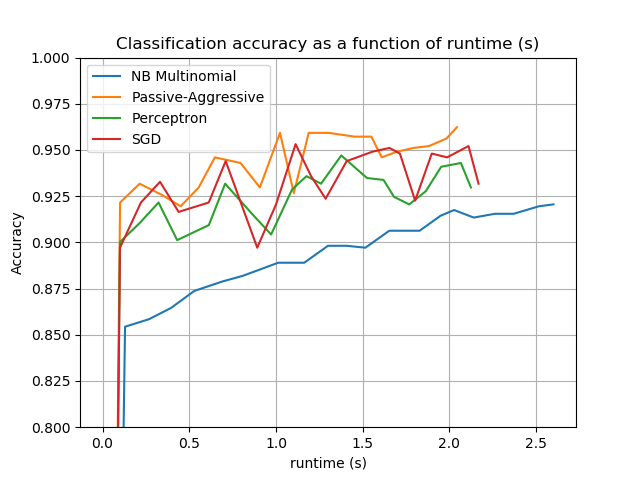 Classification accuracy as a function of runtime (s)
1.000
0.975
0.950
0.925
0.900
0.875
0.850
0.825
0.800
Accuracy
NB Multinomial
Passive-Aggressive
Perceptron
SGD
0.0 0.5 1.0 1.5 2.0 2.5
runtime (s)